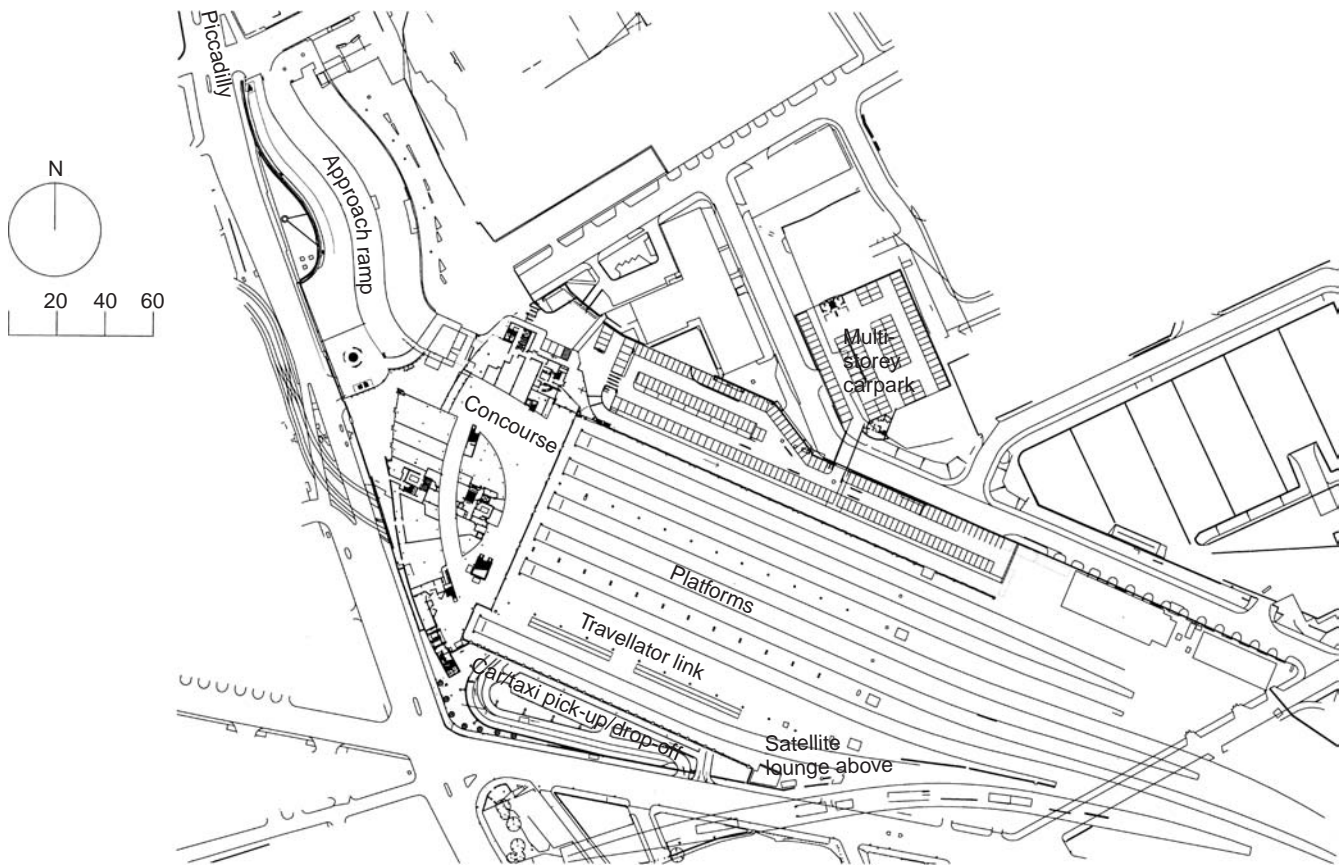 Piccadilly
N
20 40 60
Approach ramp
Multi-
storey
carpark
Concourse
Platforms
Travellator link
Car/taxi pick-up/drop-off
Satellite
lounge above